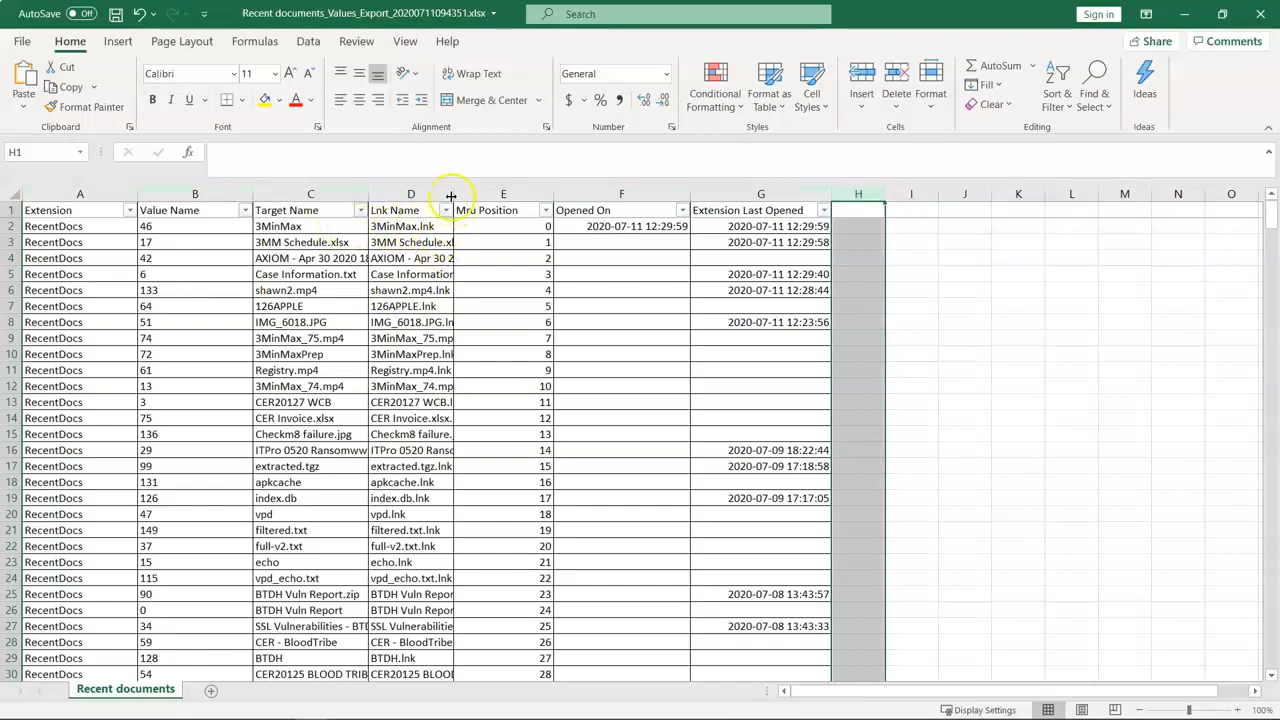 AutoSave Off Recent documents_Values_Export_20200711094351.xlsx Search Sign in
File Home Insert Page Layout Formulas Data Review View Help Share Comments
Paste Cut Copy Format Painter Calibri 11 Wrap Text Merge & Center General Conditional Formatting Format as Table Cell Styles Insert Delete Format AutoSum Fill Clear Sort & Filter Find & Select Ideas
Clipboard Font Alignment Number Styles Cells Editing Ideas
H1 fx
A B C D E F G H I J K L M N O
1 Extension Value Name Target Name Lnk Name Mru Position Opened On Extension Last Opened
2 RecentDocs 46 3MinMax 3MinMax.lnk 0 2020-07-11 12:29:59 2020-07-11 12:29:59
3 RecentDocs 17 3MM Schedule.xlsx 3MM Schedule.xl 1 2020-07-11 12:29:58
4 RecentDocs 42 AXIOM - Apr 30 2020 18 AXIOM - Apr 30 2 2
5 RecentDocs 6 Case Information.txt Case Information 3 2020-07-11 12:29:40
6 RecentDocs 133 shawn2.mp4 shawn2.mp4.lnk 4 2020-07-11 12:28:44
7 RecentDocs 64 126APPLE 126APPLE.lnk 5
8 RecentDocs 51 IMG_6018.JPG IMG_6018.JPG.ln 6 2020-07-11 12:23:56
9 RecentDocs 74 3MinMax_75.mp4 3MinMax_75.mp 7
10 RecentDocs 72 3MinMaxPrep 3MinMaxPrep.lnk 8
11 RecentDocs 61 Registry.mp4 Registry.mp4.lnk 9
12 RecentDocs 13 3MinMax_74.mp4 3MinMax_74.mp 10
13 RecentDocs 3 CER20127 WCB CER20127 WCB.l 11
14 RecentDocs 75 CER Invoice.xlsx CER Invoice.xlsx. 12
15 RecentDocs 136 Checkm8 failure.jpg Checkm8 failure. 13
16 RecentDocs 29 ITPro 0520 Ransomww ITPro 0520 Ranso 14 2020-07-09 18:22:44
17 RecentDocs 99 extracted.tgz extracted.tgz.lnk 15 2020-07-09 17:18:58
18 RecentDocs 131 apkcache apkcache.lnk 16
19 RecentDocs 126 index.db index.db.lnk 17 2020-07-09 17:17:05
20 RecentDocs 47 vpd vpd.lnk 18
21 RecentDocs 149 filtered.txt filtered.txt.lnk 19
22 RecentDocs 37 full-v2.txt full-v2.txt.lnk 20
23 RecentDocs 15 echo echo.lnk 21
24 RecentDocs 115 vpd_echo.txt vpd_echo.txt.lnk 22
25 RecentDocs 90 BTDH Vuln Report.zip BTDH Vuln Repor 23 2020-07-08 13:43:57
26 RecentDocs 0 BTDH Vuln Report BTDH Vuln Repor 24
27 RecentDocs 34 SSL Vulnerabilities - BTD SSL Vulnerabilitie 25 2020-07-08 13:43:33
28 RecentDocs 59 CER - BloodTribe CER - BloodTribe. 26
29 RecentDocs 128 BTDH BTDH.lnk 27
30 RecentDocs 54 CER20125 BLOOD TRIB CER20125 BLOO 28
Recent documents
Display Settings 100%